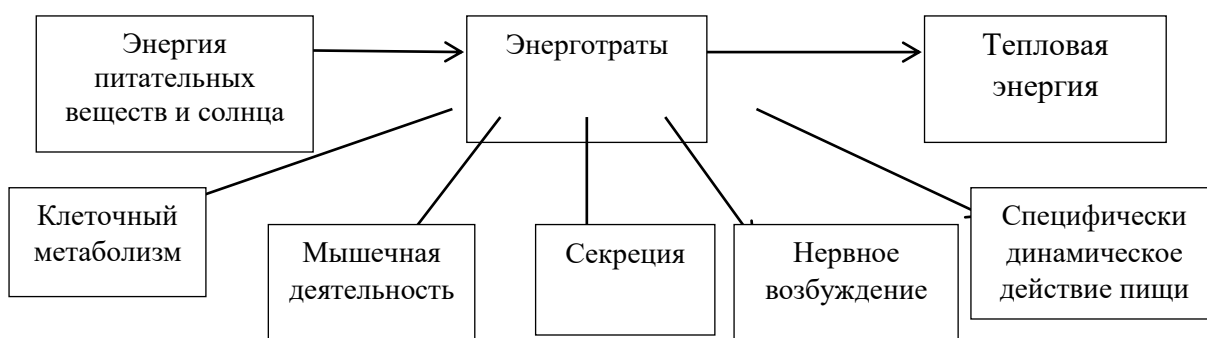 Энергия
питательных
веществ и солнца
Энерготраты
Тепловая
энергия
Клеточный
метаболизм
Мышечная
деятельность
Секреция
Нервное
возбуждение
Специфически
динамическое
действие пищи